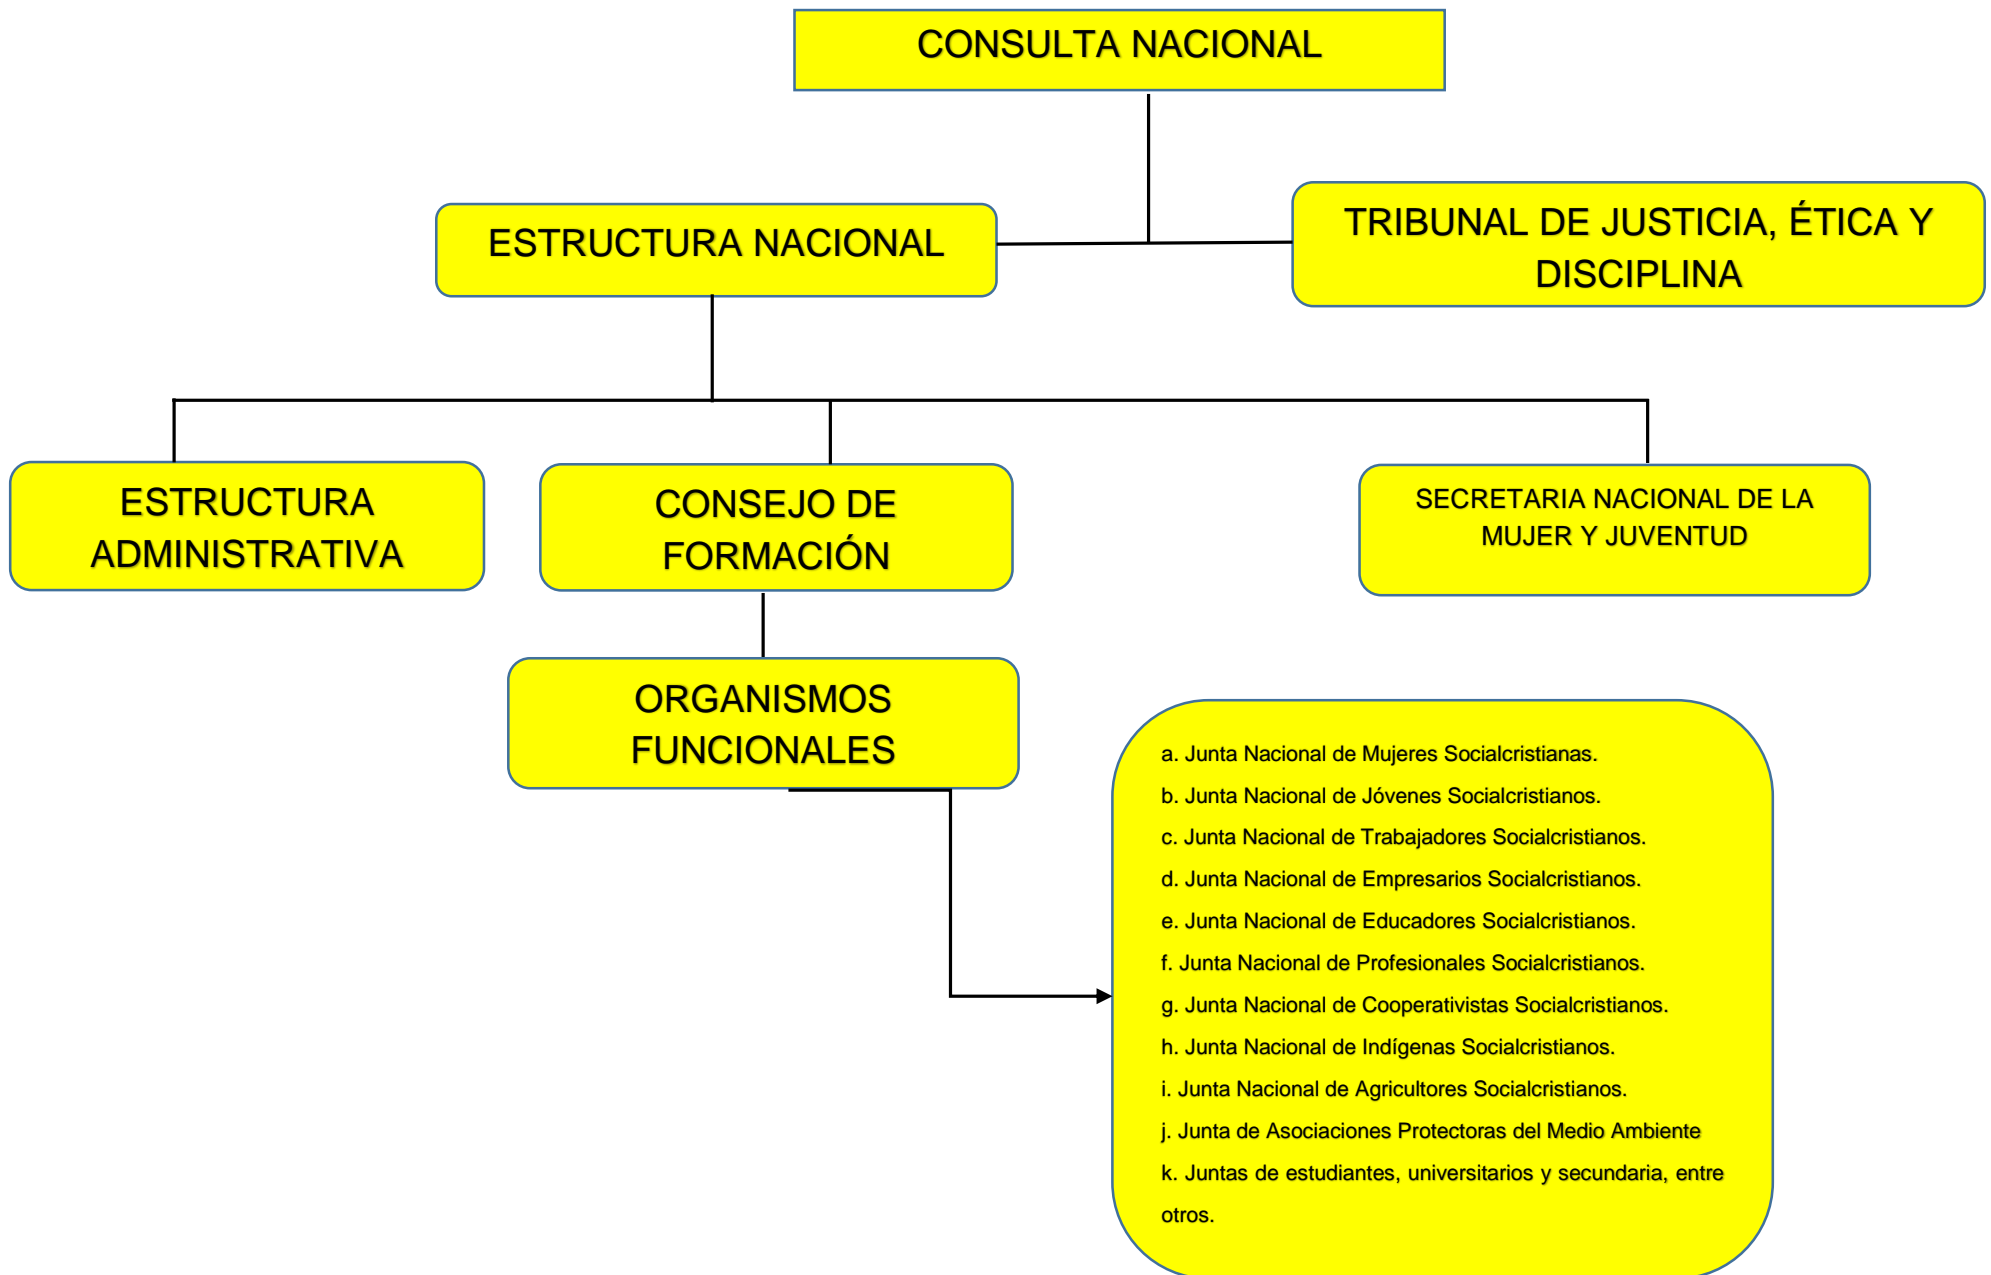 CONSULTA NACIONAL
ESTRUCTURA NACIONAL
TRIBUNAL DE JUSTICIA, ÉTICA Y
DISCIPLINA
ESTRUCTURA
ADMINISTRATIVA
CONSEJO DE
FORMACIÓN
SECRETARIA NACIONAL DE LA
MUJER Y JUVENTUD
ORGANISMOS
FUNCIONALES
a. Junta Nacional de Mujeres Socialcristianas.
b. Junta Nacional de Jóvenes Socialcristianos.
c. Junta Nacional de Trabajadores Socialcristianos.
d. Junta Nacional de Empresarios Socialcristianos.
e. Junta Nacional de Educadores Socialcristianos.
f. Junta Nacional de Profesionales Socialcristianos.
g. Junta Nacional de Cooperativistas Socialcristianos.
h. Junta Nacional de Indígenas Socialcristianos.
i. Junta Nacional de Agricultores Socialcristianos.
j. Junta de Asociaciones Protectoras del Medio Ambiente
k. Juntas de estudiantes, universitarios y secundaria, entre
otros.